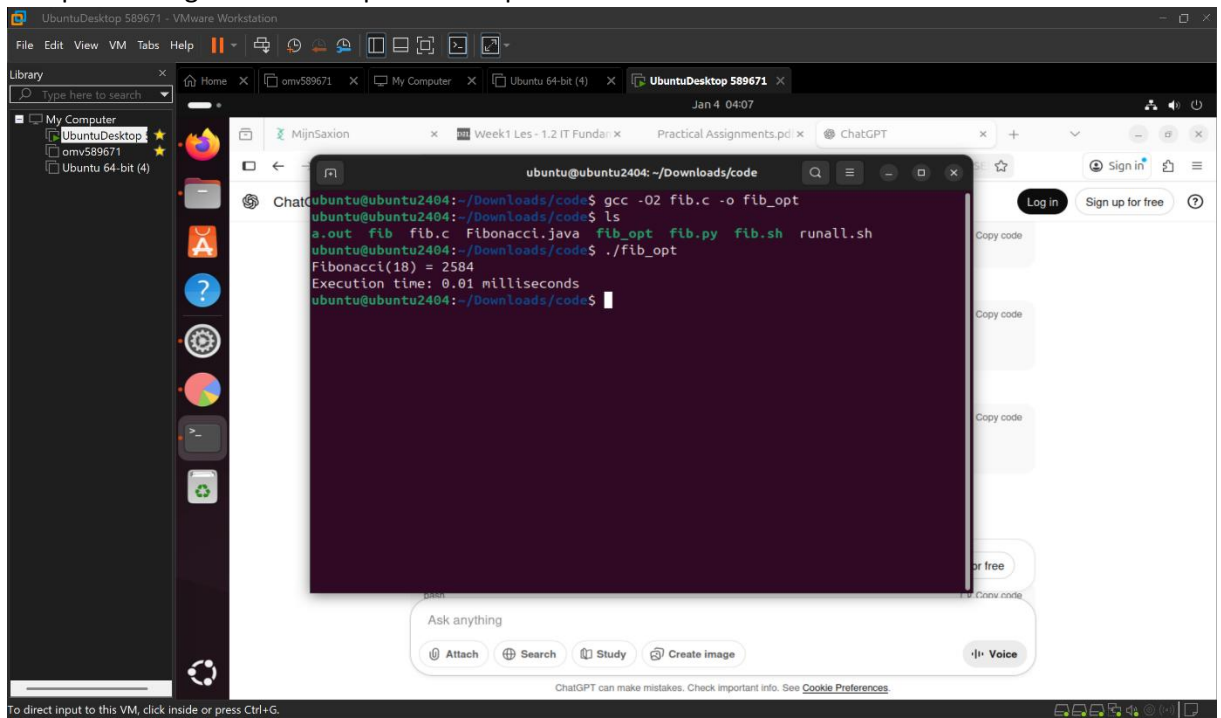 UbuntuDesktop 589671 - VMware Workstation
File Edit View VM Tabs Help
Library
Type here to search
My Computer
UbuntuDesktop
omv589671
Ubuntu 64-bit (4)
Home omv589671 My Computer Ubuntu 64-bit (4) UbuntuDesktop 589671
Jan 4 04:07
MijnSaxion Week1 Les - 1.2 IT Fundan Practical Assignments.pd ChatGPT
Sign in
ubuntu@ubuntu2404: ~/Downloads/code
Log in Sign up for free
ubuntu@ubuntu2404:~/Downloads/code$ gcc -O2 fib.c -o fib_opt
ubuntu@ubuntu2404:~/Downloads/code$ ls
a.out fib fib.c Fibonacci.java fib_opt fib.py fib.sh runall.sh
ubuntu@ubuntu2404:~/Downloads/code$ ./fib_opt
Fibonacci(18) = 2584
Execution time: 0.01 milliseconds
ubuntu@ubuntu2404:~/Downloads/code$
Copy code
Copy code
Copy code
or free
Copy code
Ask anything
Attach Search Study Create image Voice
ChatGPT can make mistakes. Check important info. See Cookie Preferences.
To direct input to this VM, click inside or press Ctrl+G.